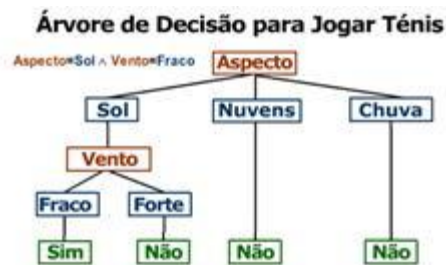 Árvore de Decisão para Jogar Ténis
Aspecto=Sol ∧ Vento=Fraco
Aspecto
Sol
Nuvens
Chuva
Vento
Fraco
Forte
Sim
Não
Não
Não